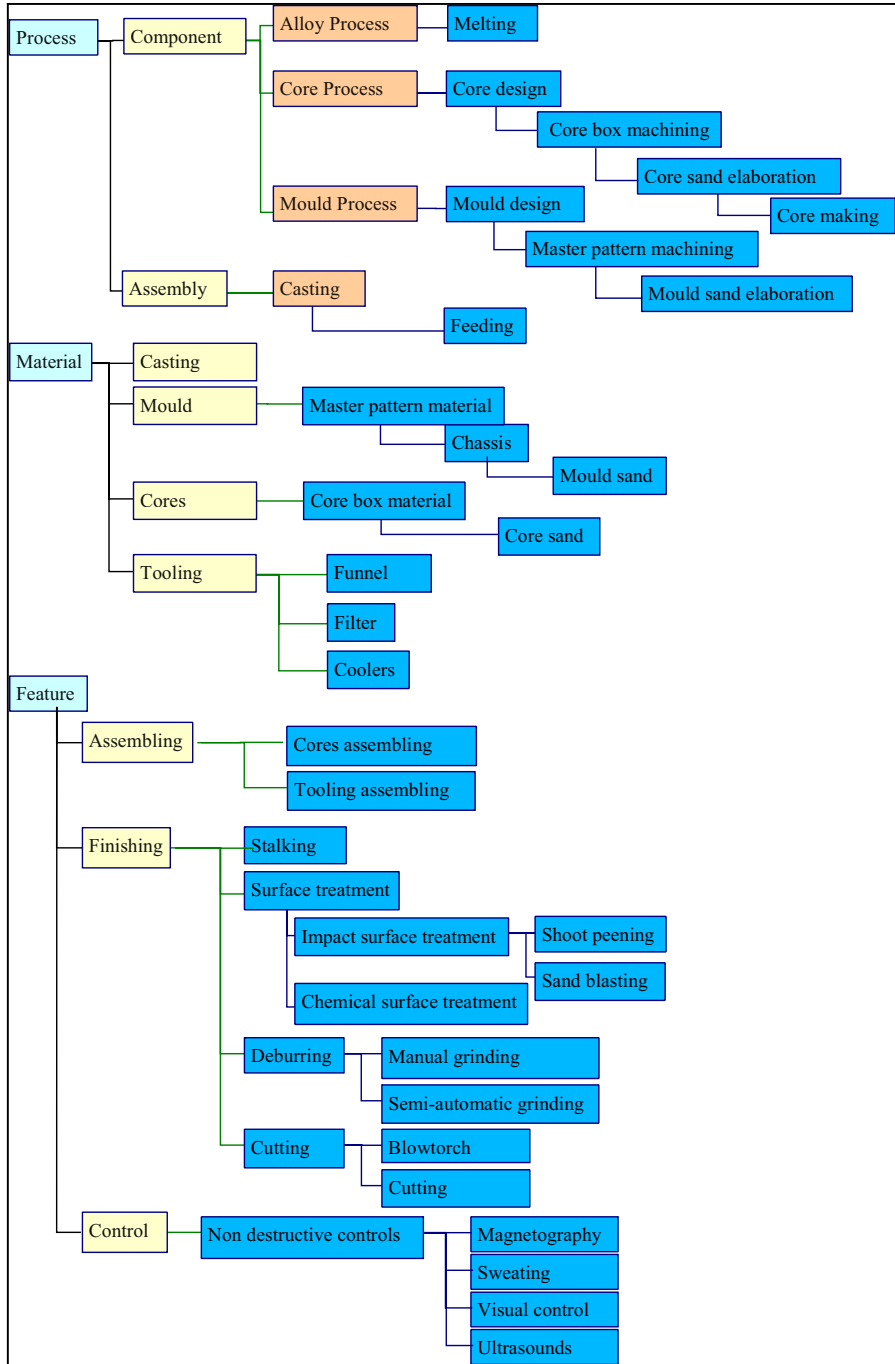 Process
Component
Alloy Process
Melting
Core Process
Core design
Core box machining
Core sand elaboration
Core making
Mould Process
Mould design
Master pattern machining
Mould sand elaboration
Assembly
Casting
Feeding
Material
Casting
Mould
Master pattern material
Chassis
Mould sand
Cores
Core box material
Core sand
Tooling
Funnel
Filter
Coolers
Feature
Assembling
Cores assembling
Tooling assembling
Finishing
Stalking
Surface treatment
Impact surface treatment
Shoot peening
Sand blasting
Chemical surface treatment
Deburring
Manual grinding
Semi-automatic grinding
Cutting
Blowtorch
Cutting
Control
Non destructive controls
Magnetography
Sweating
Visual control
Ultrasounds